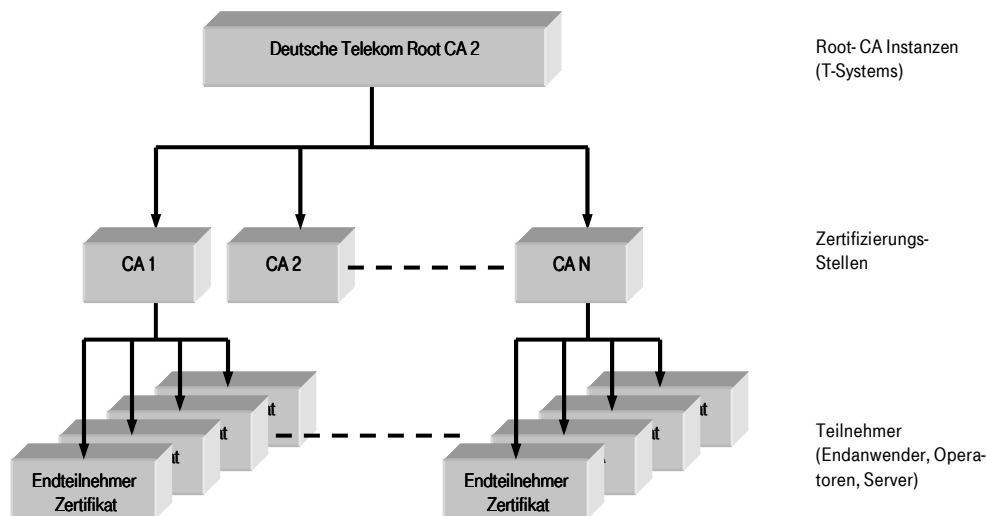 Deutsche Telekom Root CA 2
Root- CA Instanzen
(T-Systems)
CA 1
CA 2
CA N
Zertifizierungs-
Stellen
Teilnehmer
(Endanwender, Opera-
toren, Server)
Endteilnehmer
Zertifikat
Endteilnehmer
Zertifikat